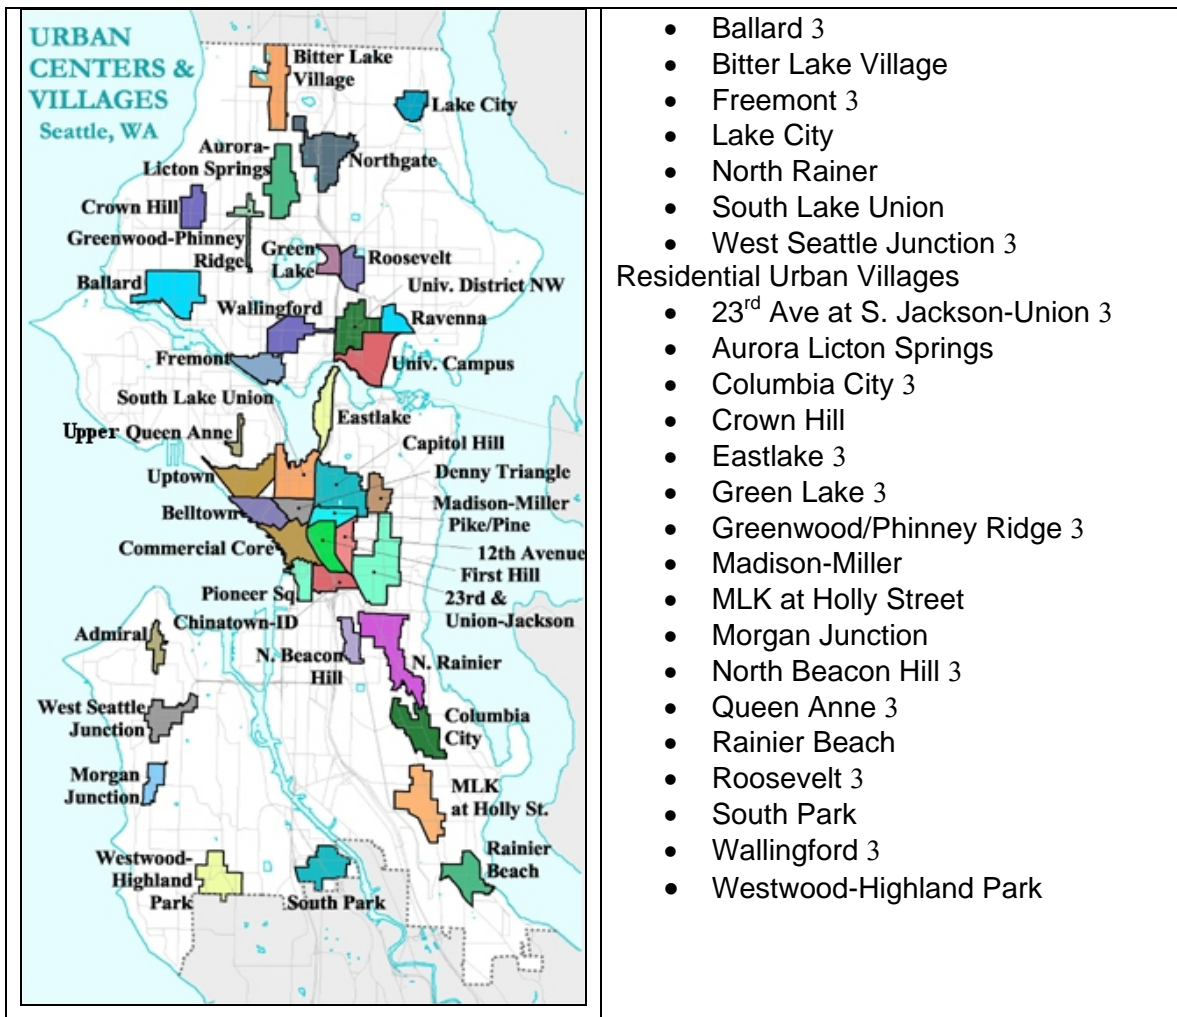 URBAN
CENTERS &
VILLAGES
Seattle, WA
Bitter Lake
Village
Lake City
Aurora-
Licton Springs
Northgate
Crown Hill
Greenwood-Phinney
Ridge
Green
Lake
Roosevelt
Ballard
Univ. District NW
Wallingford
Ravenna
Fremont
Univ. Campus
South Lake Union
Eastlake
Upper Queen Anne
Capitol Hill
Uptown
Denny Triangle
Belltown
Madison-Miller
Pike/Pine
Commercial Core
12th Avenue
First Hill
Pioneer Sq.
23rd &
Union-Jackson
Chinatown-ID
Admiral
N. Beacon
Hill
N. Rainier
West Seattle
Junction
Columbia
City
Morgan
Junction
MLK
at Holly St.
Westwood-
Highland
Park
South Park
Rainier
Beach
• Ballard 3
• Bitter Lake Village
• Freemont 3
• Lake City
• North Rainer
• South Lake Union
• West Seattle Junction 3
Residential Urban Villages
• 23rd Ave at S. Jackson-Union 3
• Aurora Licton Springs
• Columbia City 3
• Crown Hill
• Eastlake 3
• Green Lake 3
• Greenwood/Phinney Ridge 3
• Madison-Miller
• MLK at Holly Street
• Morgan Junction
• North Beacon Hill 3
• Queen Anne 3
• Rainier Beach
• Roosevelt 3
• South Park
• Wallingford 3
• Westwood-Highland Park